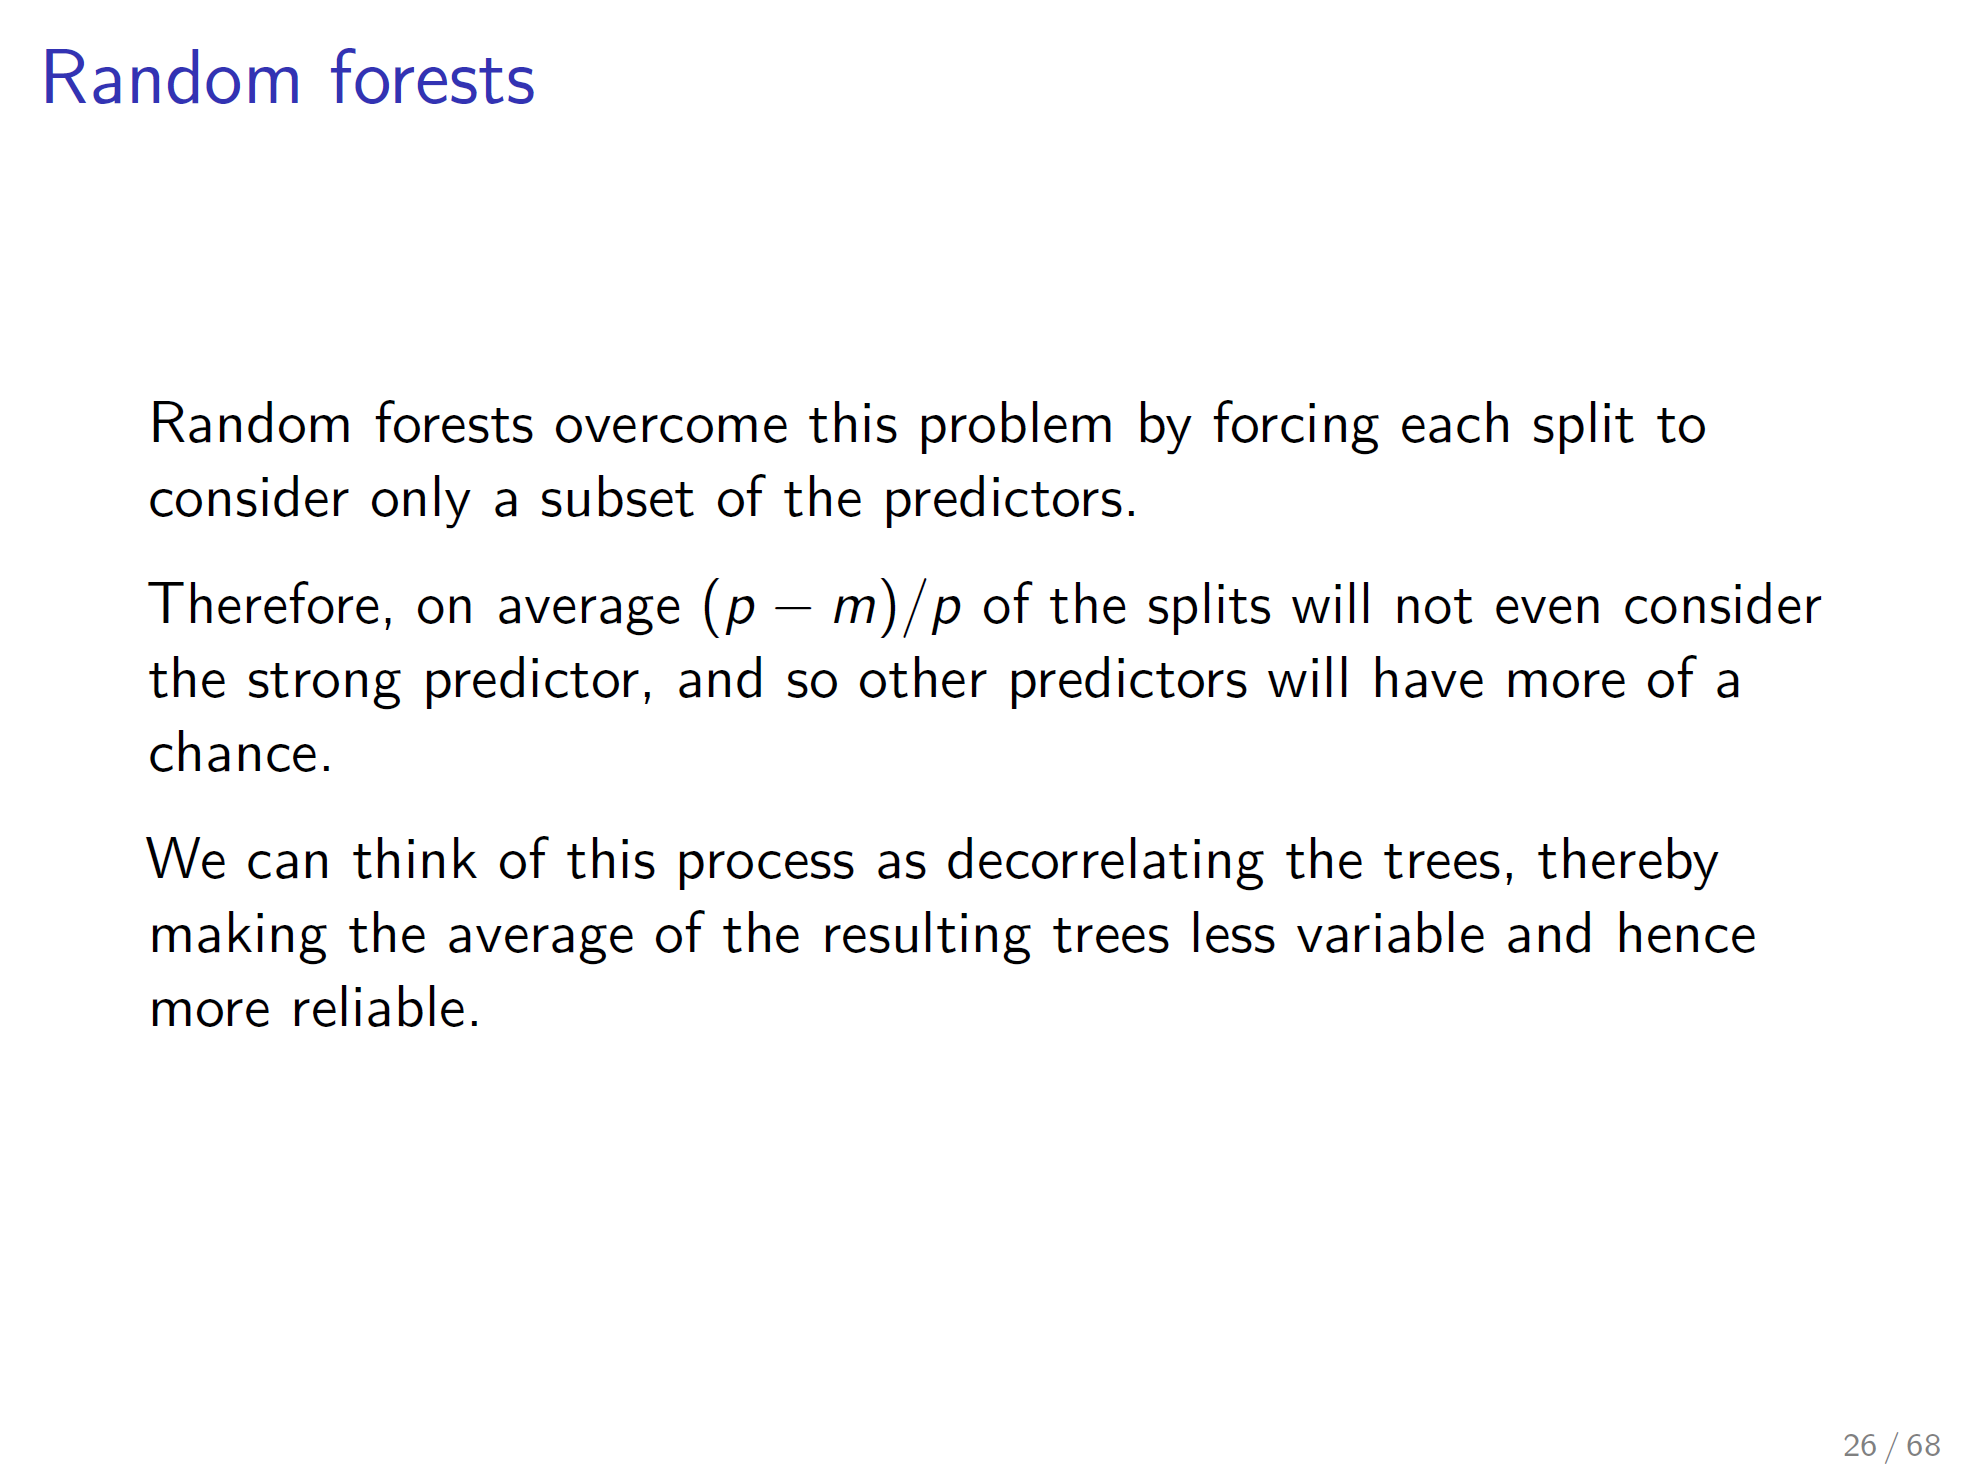 Random forests
Random forests overcome this problem by forcing each split to
consider only a subset of the predictors.
Therefore, on average (p − m)/p of the splits will not even consider
the strong predictor, and so other predictors will have more of a
chance.
We can think of this process as decorrelating the trees, thereby
making the average of the resulting trees less variable and hence
more reliable.
26 / 68